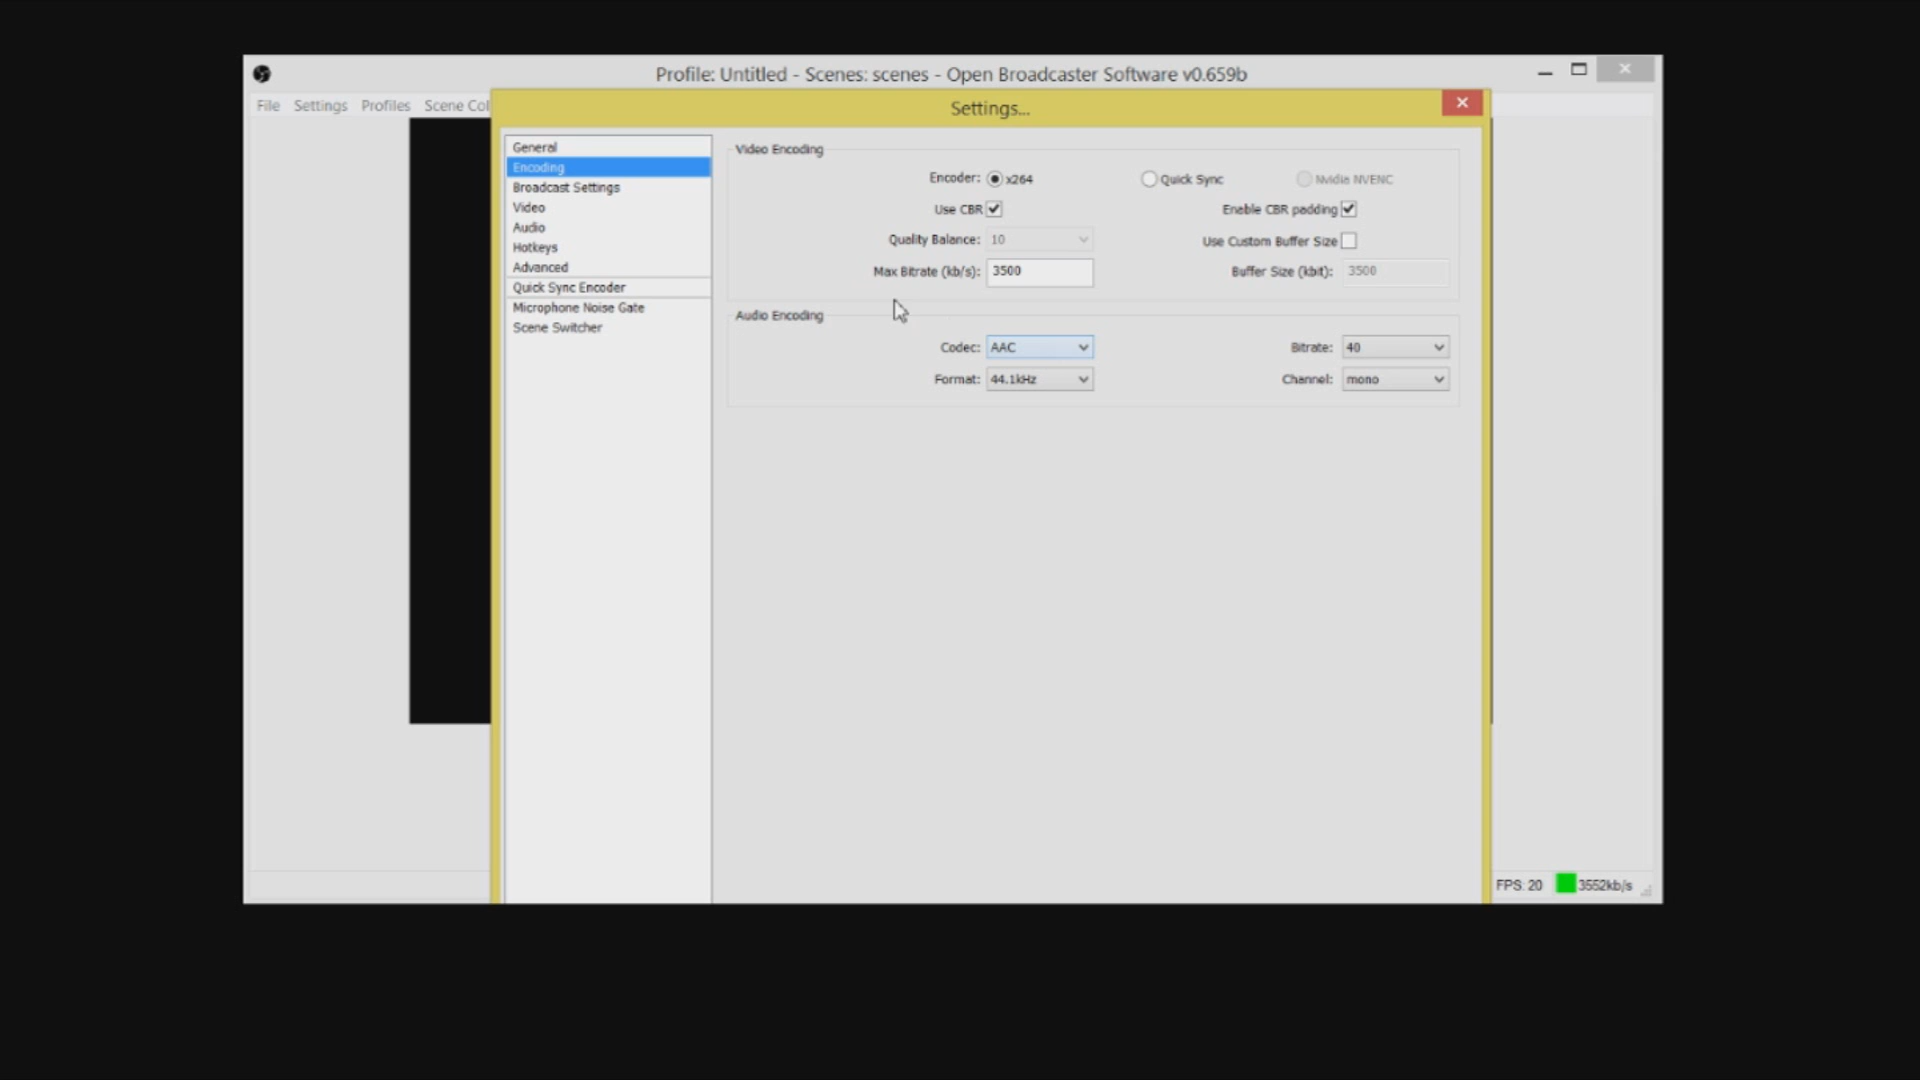 Profile: Untitled - Scenes: scenes - Open Broadcaster Software v0.659b
File Settings Profiles Scene Col
Settings...
General
Encoding
Broadcast Settings
Video
Audio
Hotkeys
Advanced
Quick Sync Encoder
Microphone Noise Gate
Scene Switcher
Video Encoding
Encoder: x264 Quick Sync Nvidia NVENC
Use CBR Enable CBR padding
Quality Balance: 10 Use Custom Buffer Size
Max Bitrate (kb/s): 3500 Buffer Size (kbit): 3500
Audio Encoding
Codec: AAC Bitrate: 40
Format: 44.1kHz Channel: mono
FPS: 20 3552kb/s